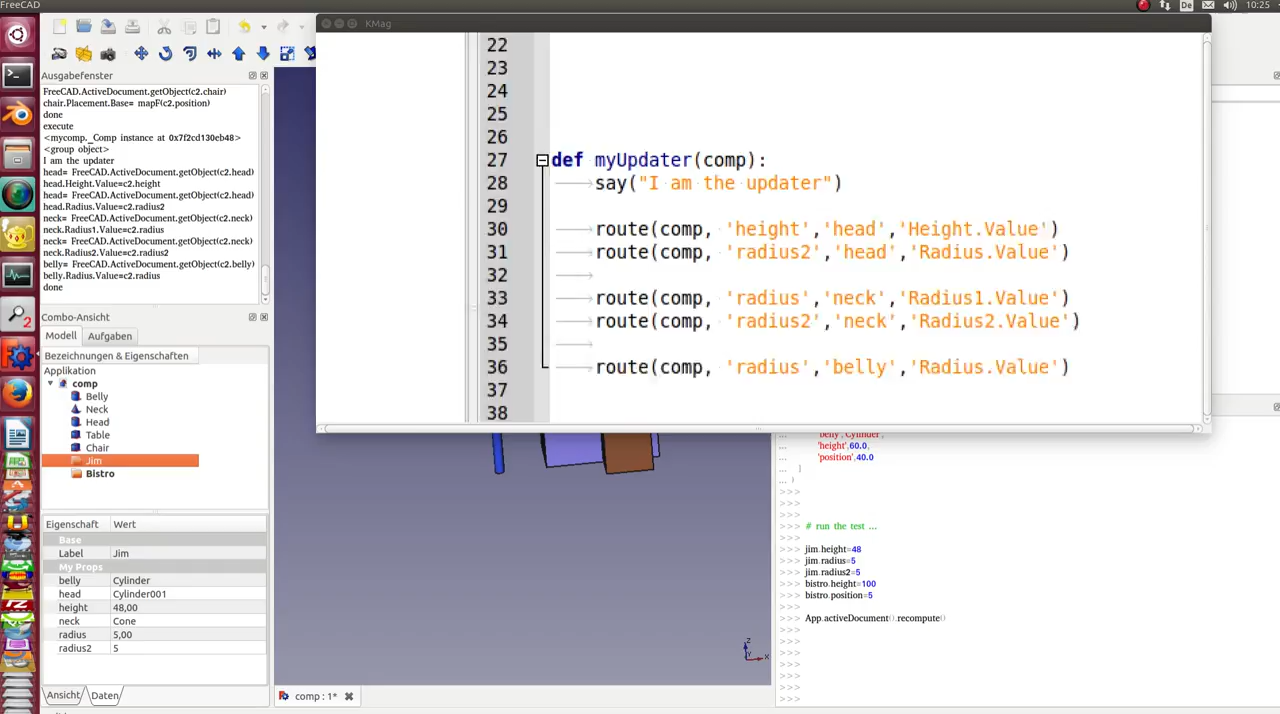 FreeCAD
De
10:25
KMag
Ausgabefenster
FreeCAD.ActiveDocument.getObject(c2.chair)
chair.Placement.Base= mapF(c2.position)
done
execute
<mycomp,_Comp instance at 0x7f2cd130eb48>
<group object>
I am the updater
head= FreeCAD.ActiveDocument.getObject(c2.head)
head.Height.Value=c2.height
head= FreeCAD.ActiveDocument.getObject(c2.head)
head.Radius.Value=c2.radius2
neck= FreeCAD.ActiveDocument.getObject(c2.neck)
neck.Radius1.Value=c2.radius
neck= FreeCAD.ActiveDocument.getObject(c2.neck)
neck.Radius2.Value=c2.radius2
belly= FreeCAD.ActiveDocument.getObject(c2.belly)
belly.Radius.Value=c2.radius
done
Combo-Ansicht
Modell Aufgaben
Bezeichnungen & Eigenschaften
Applikation
comp
Belly
Neck
Head
Table
Chair
Jim
Bistro
Eigenschaft Wert
Base
Label Jim
My Props
belly Cylinder
head Cylinder001
height 48,00
neck Cone
radius 5,00
radius2 5
Ansicht Daten
22
23
24
25
26
27 def myUpdater(comp):
28 say("I am the updater")
29
30 route(comp, 'height','head','Height.Value')
31 route(comp, 'radius2','head','Radius.Value')
32
33 route(comp, 'radius','neck','Radius1.Value')
34 route(comp, 'radius2','neck','Radius2.Value')
35
36 route(comp, 'radius','belly','Radius.Value')
37
38
comp : 1*
Z
Y
X
... 'belly','Cylinder',
... 'height',60.0,
... 'position',40.0
... ]
... )
>>>
>>>
>>>
>>> # run the test ...
>>>
>>> jim.height=48
>>> jim.radius=5
>>> jim.radius2=5
>>> bistro.height=100
>>> bistro.position=5
>>>
>>> App.activeDocument().recompute()
>>>
>>>
>>>
>>>
>>>
>>>
>>>